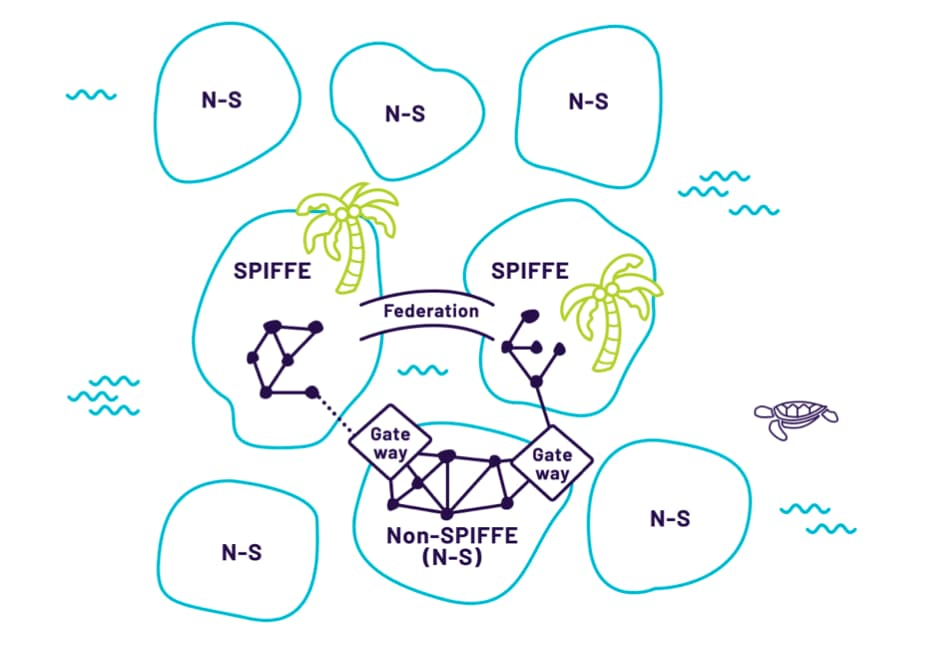 N-S
N-S
N-S
SPIFFE
SPIFFE
Federation
Gate
way
Gate
way
Non-SPIFFE
(N-S)
N-S
N-S